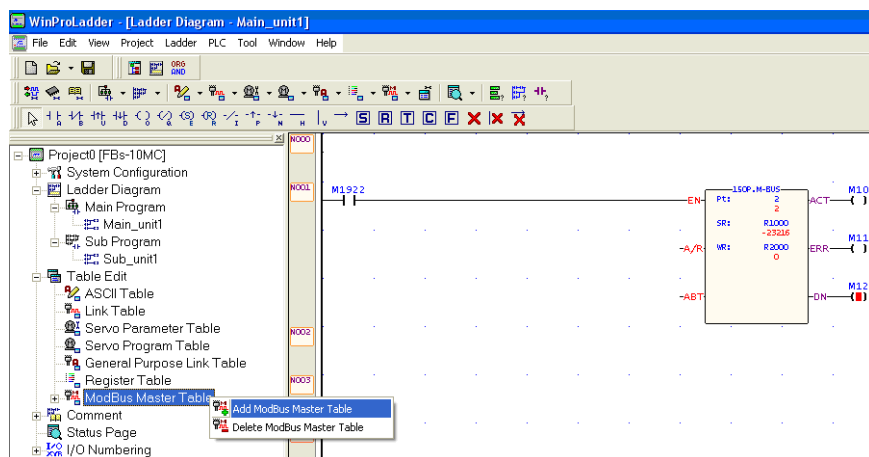 WinProLadder - [Ladder Diagram - Main_unit1]
File Edit View Project Ladder PLC Tool Window Help
ORG
AND
S R T C F
Project0 [FBs-10MC]
System Configuration
Ladder Diagram
Main Program
Main_unit1
Sub Program
Sub_unit1
Table Edit
ASCII Table
Link Table
Servo Parameter Table
Servo Program Table
General Purpose Link Table
Register Table
ModBus Master Table
Add ModBus Master Table
Delete ModBus Master Table
Comment
Status Page
I/O Numbering
N000
N001
M1922
EN
150P.M-BUS
Pt: 2
2
ACT
M10
SR: R1000
-23216
A/R
WR: R2000
0
ERR
M11
ABT
DN
M12
N002
N003